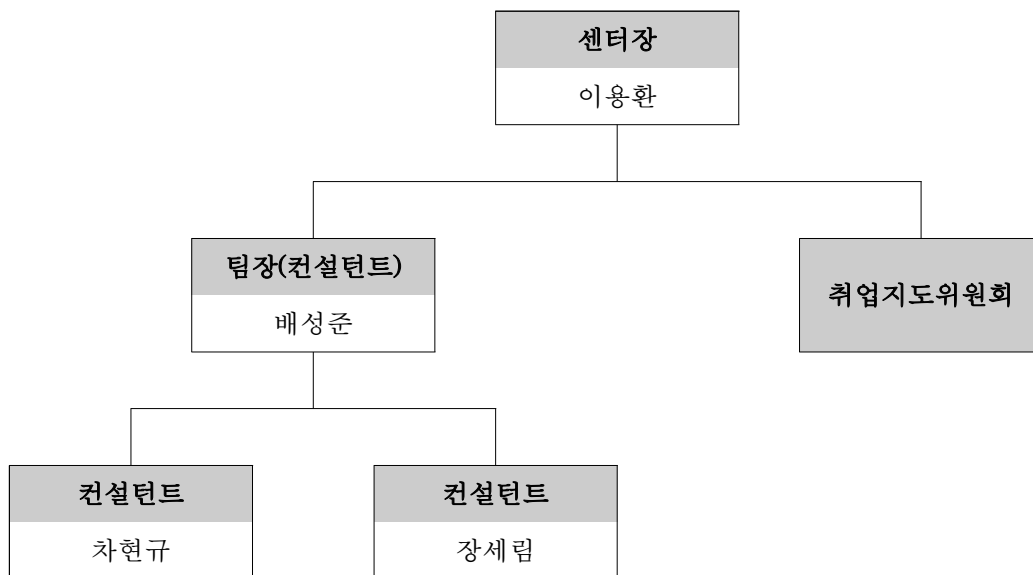 센터장
이용환
팀장(컨설턴트)
배성준
취업지도위원회
컨설턴트
차현규
컨설턴트
장세림